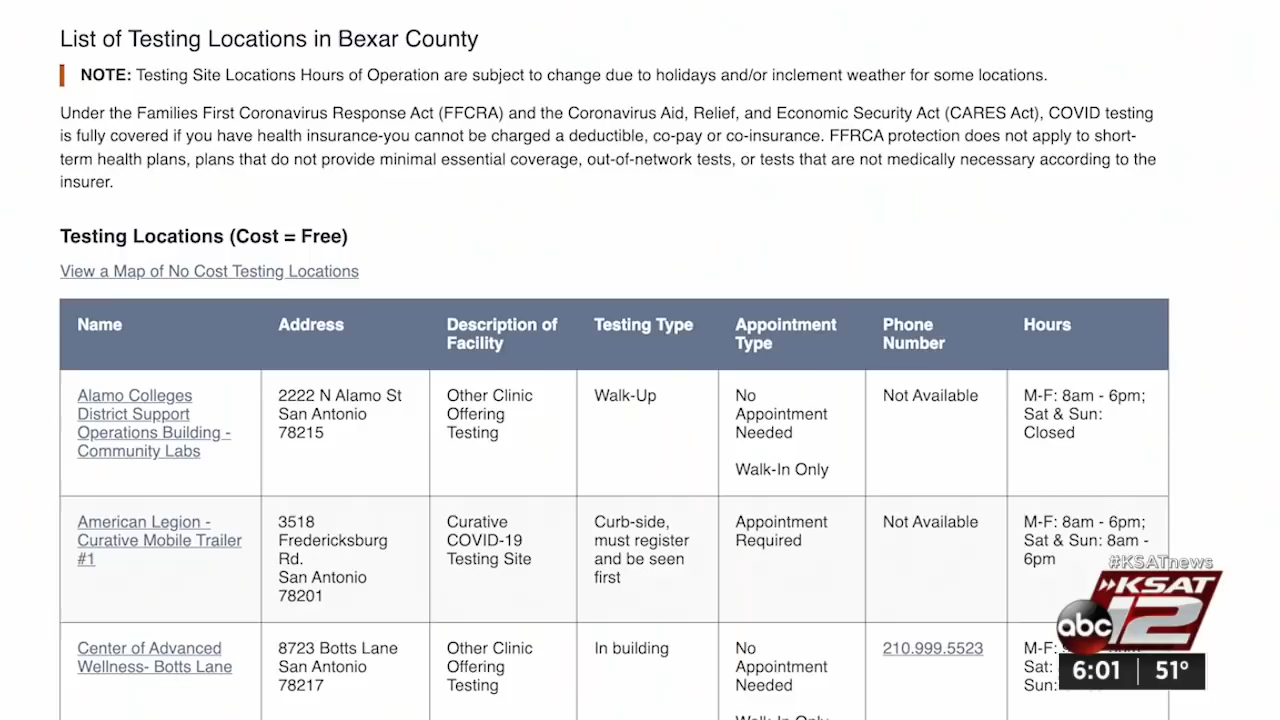 List of Testing Locations in Bexar County
NOTE: Testing Site Locations Hours of Operation are subject to change due to holidays and/or inclement weather for some locations.
Under the Families First Coronavirus Response Act (FFCRA) and the Coronavirus Aid, Relief, and Economic Security Act (CARES Act), COVID testing
is fully covered if you have health insurance-you cannot be charged a deductible, co-pay or co-insurance. FFRCA protection does not apply to short-
term health plans, plans that do not provide minimal essential coverage, out-of-network tests, or tests that are not medically necessary according to the
insurer.
Testing Locations (Cost = Free)
View a Map of No Cost Testing Locations
Name
Address
Description of
Facility
Testing Type
Appointment
Type
Phone
Number
Hours
Alamo Colleges
District Support
Operations Building -
Community Labs
2222 N Alamo St
San Antonio
78215
Other Clinic
Offering
Testing
Walk-Up
No
Appointment
Needed
Walk-In Only
Not Available
M-F: 8am - 6pm;
Sat & Sun:
Closed
American Legion -
Curative Mobile Trailer
#1
3518
Fredericksburg
Rd.
San Antonio
78201
Curative
COVID-19
Testing Site
Curb-side,
must register
and be seen
first
Appointment
Required
Not Available
M-F: 8am - 6pm;
Sat & Sun: 8am -
6pm
Center of Advanced
Wellness- Botts Lane
8723 Botts Lane
San Antonio
78217
Other Clinic
Offering
Testing
In building
No
Appointment
Needed
Walk-In Only
210.999.5523
M-F:
Sat:
Sun:
#KSATnews
KSAT
abc 12
6:01 51°